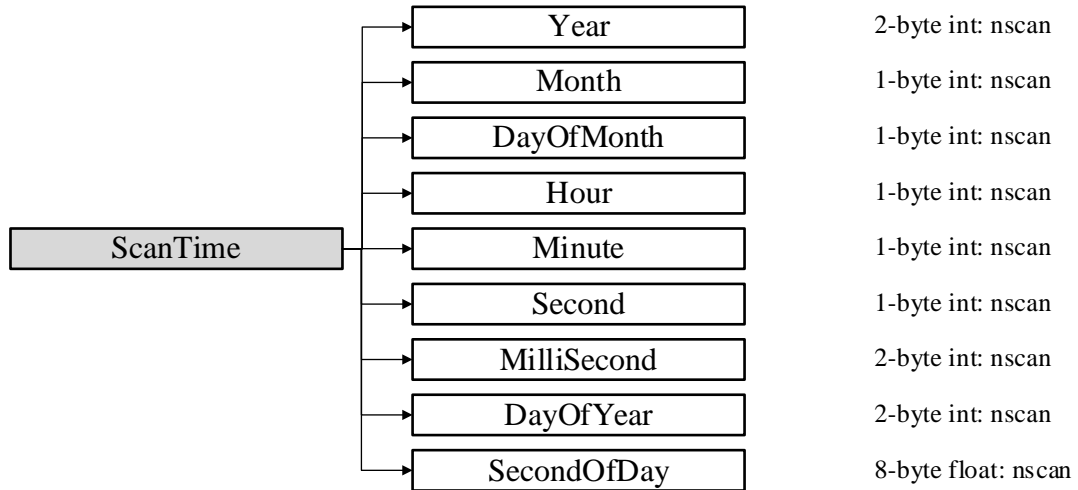 Year 2-byte int: nscan
Month 1-byte int: nscan
DayOfMonth 1-byte int: nscan
Hour 1-byte int: nscan
ScanTime Minute 1-byte int: nscan
Second 1-byte int: nscan
MilliSecond 2-byte int: nscan
DayOfYear 2-byte int: nscan
SecondOfDay 8-byte float: nscan